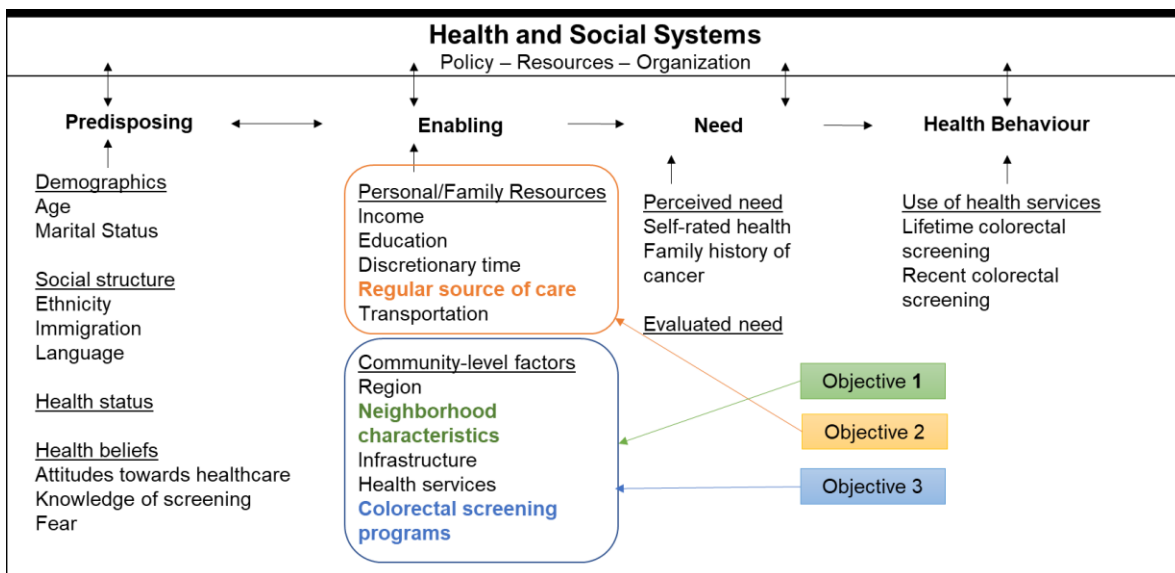 Health and Social Systems
Policy – Resources – Organization
Predisposing
Enabling
Need
Health Behaviour
Demographics
Age
Marital Status
Social structure
Ethnicity
Immigration
Language
Health status
Health beliefs
Attitudes towards healthcare
Knowledge of screening
Fear
Personal/Family Resources
Income
Education
Discretionary time
Regular source of care
Transportation
Community-level factors
Region
Neighborhood
characteristics
Infrastructure
Health services
Colorectal screening
programs
Perceived need
Self-rated health
Family history of
cancer
Evaluated need
Use of health services
Lifetime colorectal
screening
Recent colorectal
screening
Objective 1
Objective 2
Objective 3